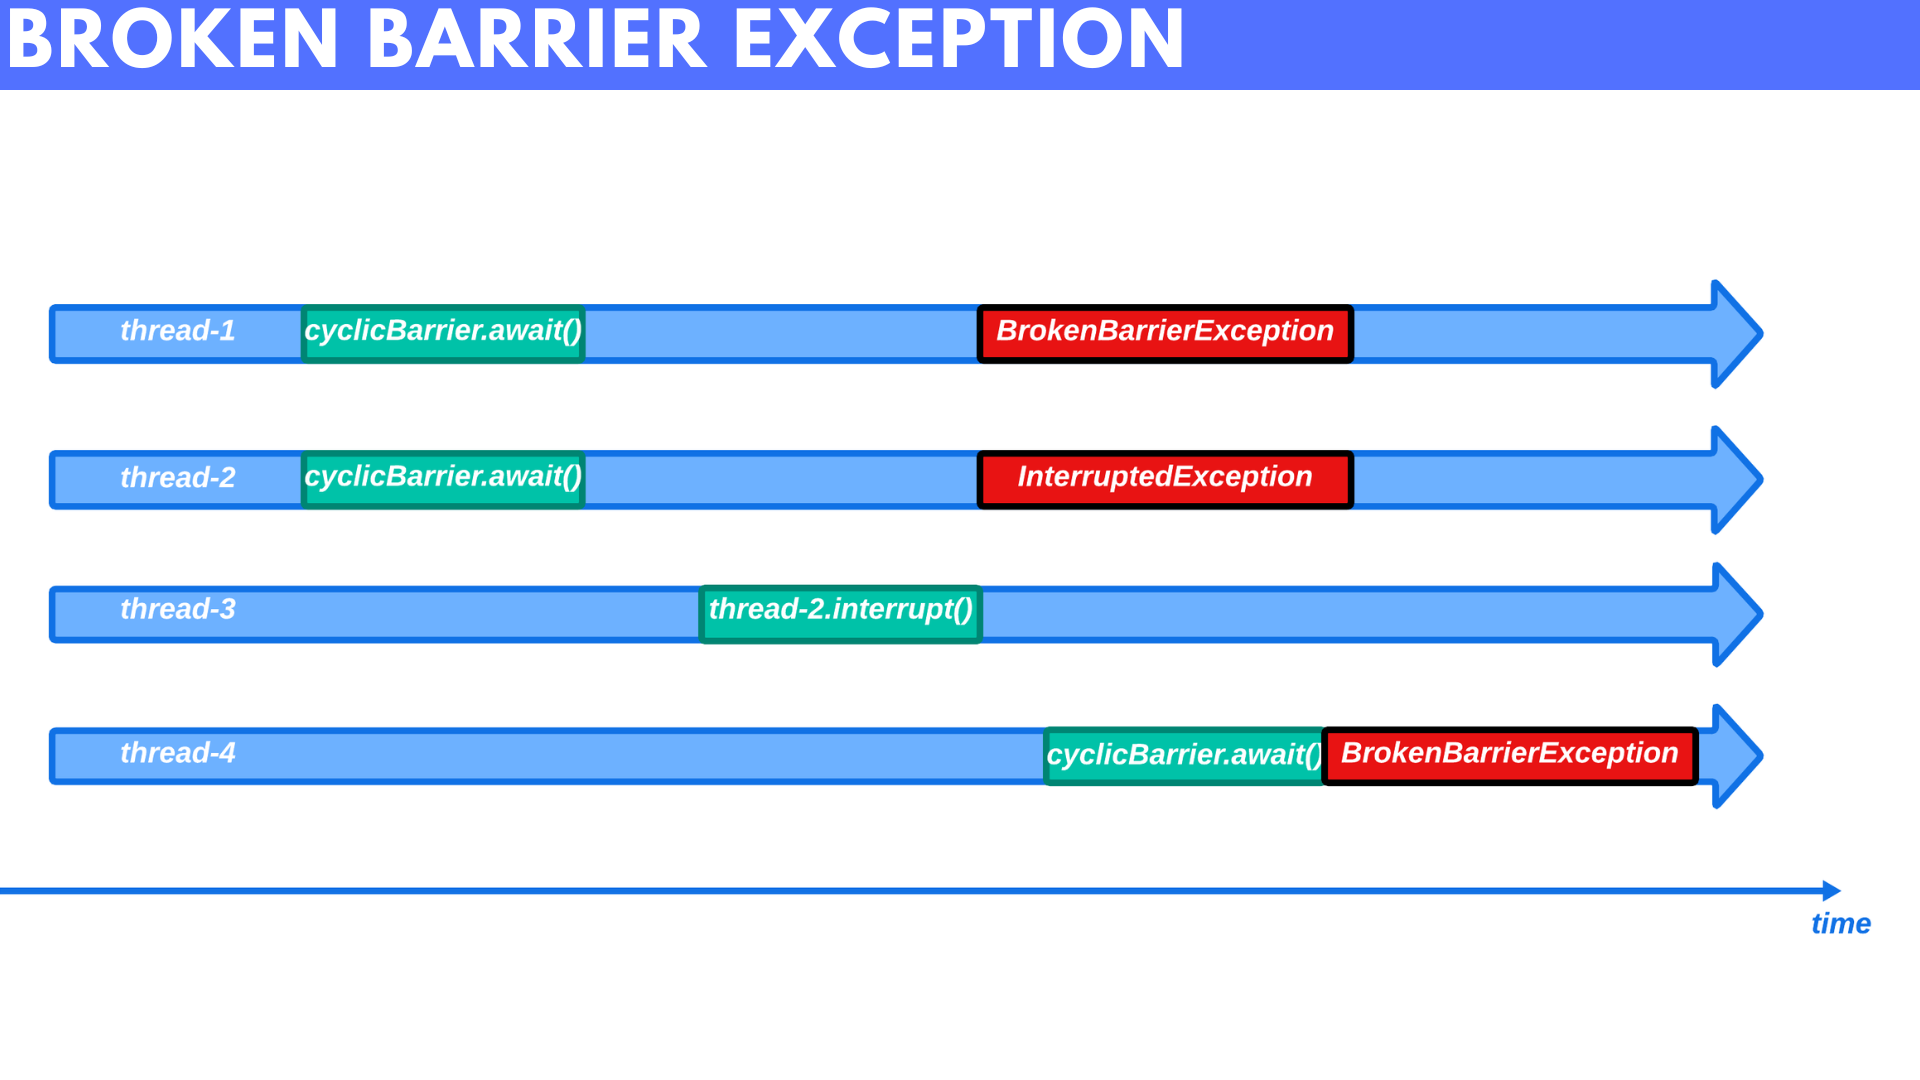 BROKEN BARRIER EXCEPTION
thread-1 cyclicBarrier.await() BrokenBarrierException
thread-2 cyclicBarrier.await() InterruptedException
thread-3 thread-2.interrupt()
thread-4 cyclicBarrier.await() BrokenBarrierException
time